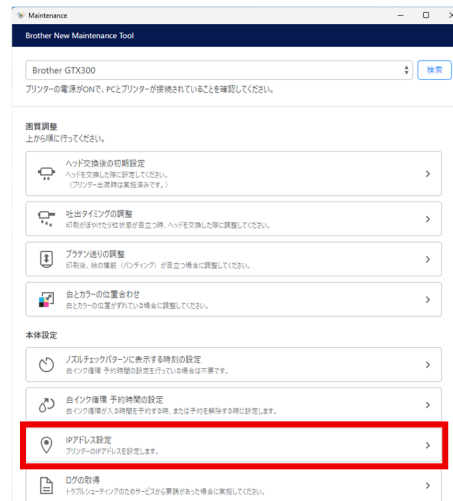 Maintenance
Brother New Maintenance Tool
Brother GTX300
検索
プリンターの電源がONで、PCとプリンターが接続されていることを確認してください。
画質調整
上から順に行ってください。
ヘッド交換後の初期設定
ヘッドを交換した際に設定してください。
（プリンター出荷時は実施済みです。）
吐出タイミングの調整
印刷がぼやけたり粒状感が目立つ時、ヘッドを交換した際に調整してください。
プラテン送りの調整
印刷後、絵の横筋（バンディング）が目立つ場合に調整してください。
白とカラーの位置合わせ
白とカラーの位置がずれている場合に調整してください。
本体設定
ノズルチェックパターンに表示する時刻の設定
白インク循環 予約時間の設定を行っている場合は不要です。
白インク循環 予約時間の設定
白インク循環が入る時間を予約する時、または予約を解除する時に設定します。
IPアドレス設定
プリンターのIPアドレスを設定します。
ログの取得
トラブルシューティングのためサービスから要請があった場合に実施してください。